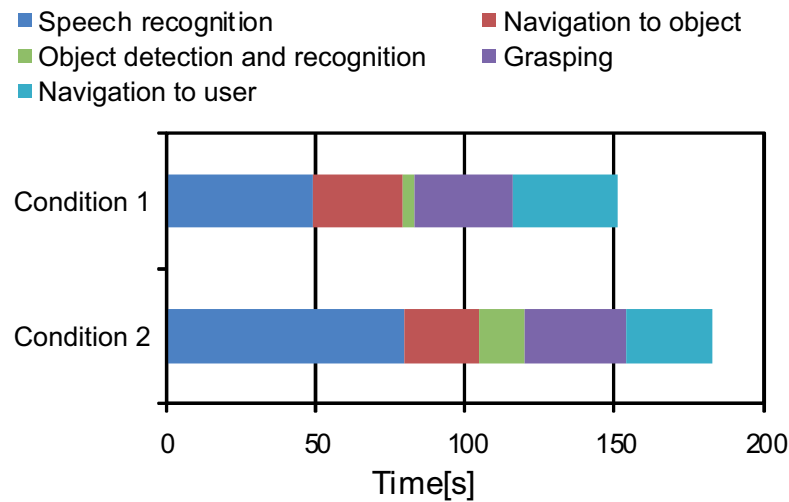 Speech recognition Navigation to object
Object detection and recognition Grasping
Navigation to user
Condition 1
Condition 2
0 50 100 150 200
Time[s]